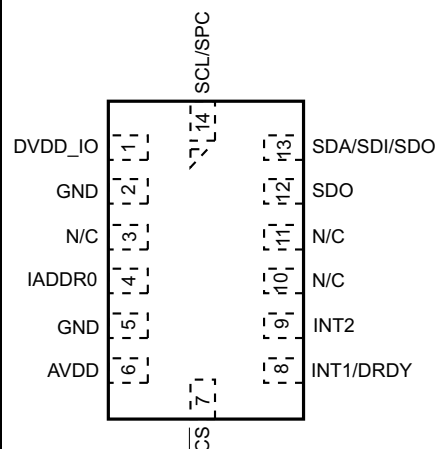 SCL/SPC
14
DVDD_IO 1 13 SDA/SDI/SDO
GND 2 12 SDO
N/C 3 11 N/C
IADDR0 4 10 N/C
GND 5 9 INT2
AVDD 6 8 INT1/DRDY
7
CS